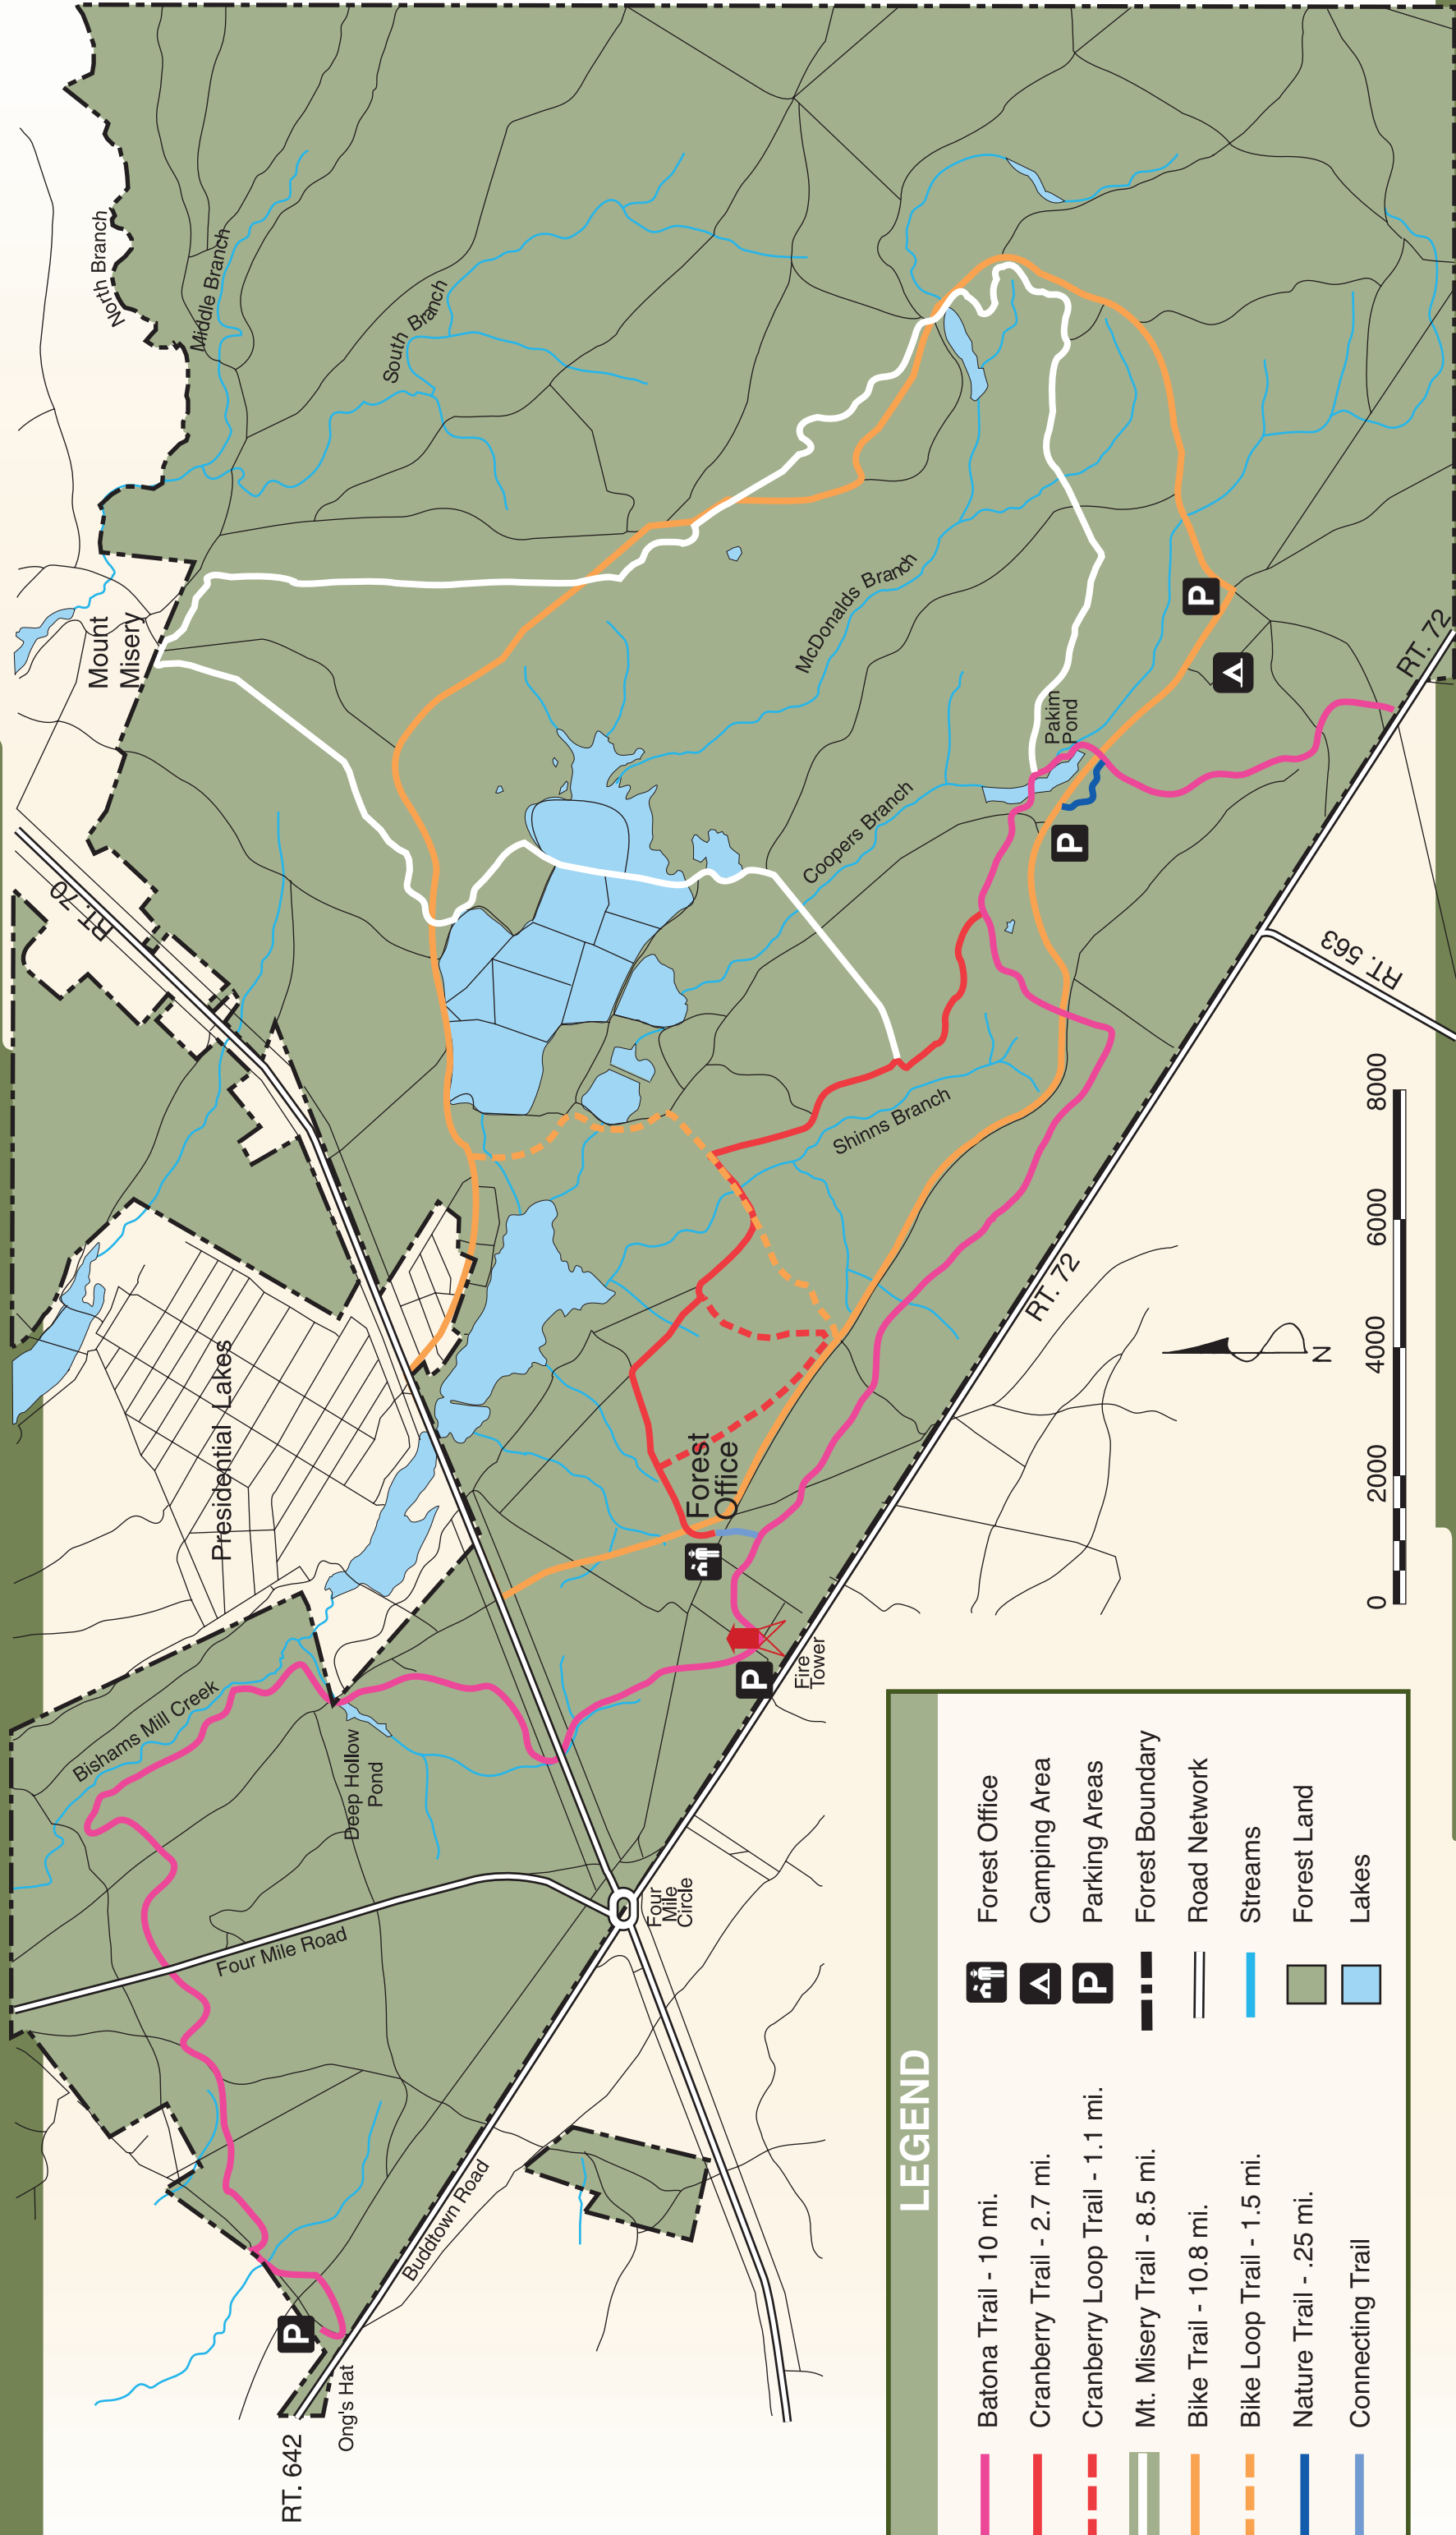 North Branch
Middle Branch
South Branch
Mount
Misery
RT. 70
Presidential Lakes
McDonalds Branch
Coopers Branch
Pakim
Pond
P
P
Shinns Branch
RT. 72
RT. 563
RT. 72
Forest
Office
Bishams Mill Creek
Deep Hollow
Pond
P
Fire
Tower
Four Mile Road
Four
Mile
Circle
Buddtown Road
P
Ong's Hat
RT. 642
N
0 2000 4000 6000 8000
LEGEND
Batona Trail - 10 mi.
Cranberry Trail - 2.7 mi.
Cranberry Loop Trail - 1.1 mi.
Mt. Misery Trail - 8.5 mi.
Bike Trail - 10.8 mi.
Bike Loop Trail - 1.5 mi.
Nature Trail - .25 mi.
Connecting Trail
Forest Office
Camping Area
P Parking Areas
Forest Boundary
Road Network
Streams
Forest Land
Lakes